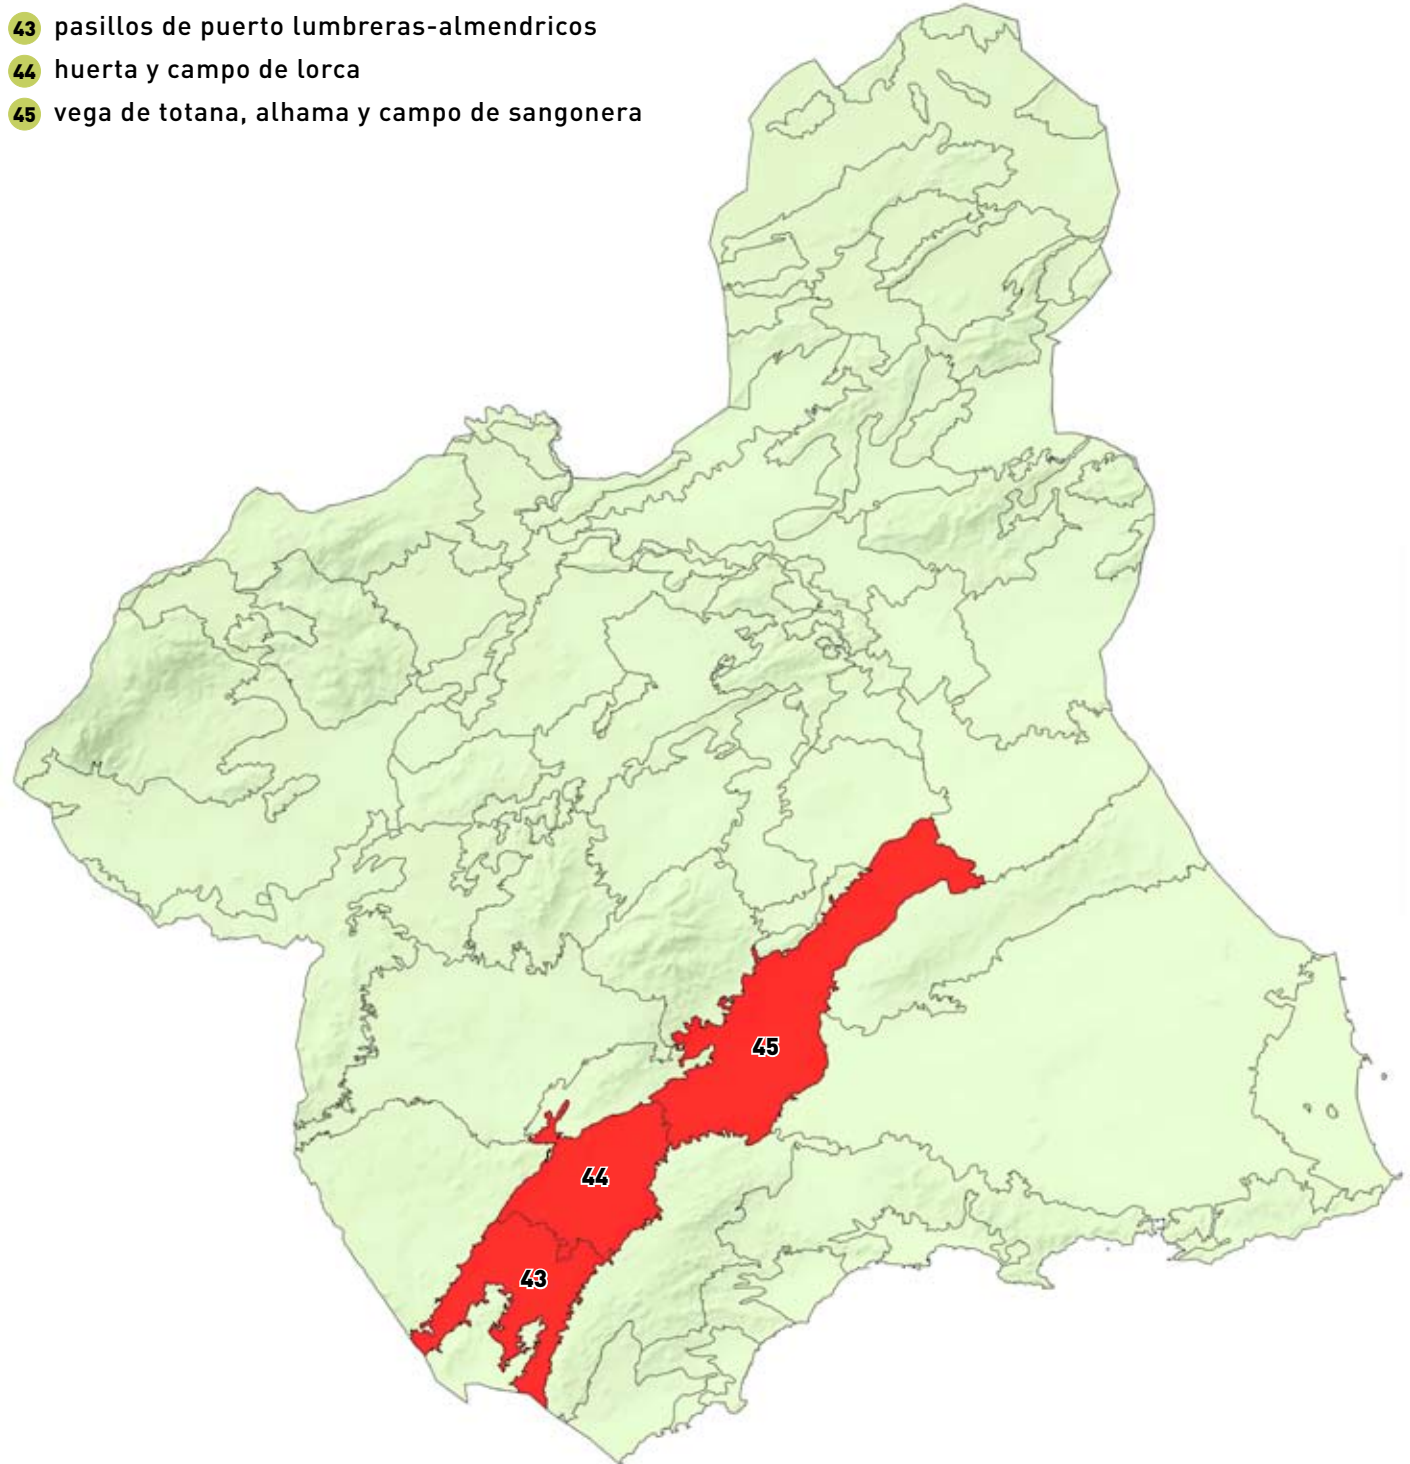 43 pasillos de puerto lumbreras-almendricos
44 huerta y campo de lorca
45 vega de totana, alhama y campo de sangonera
45
44
43